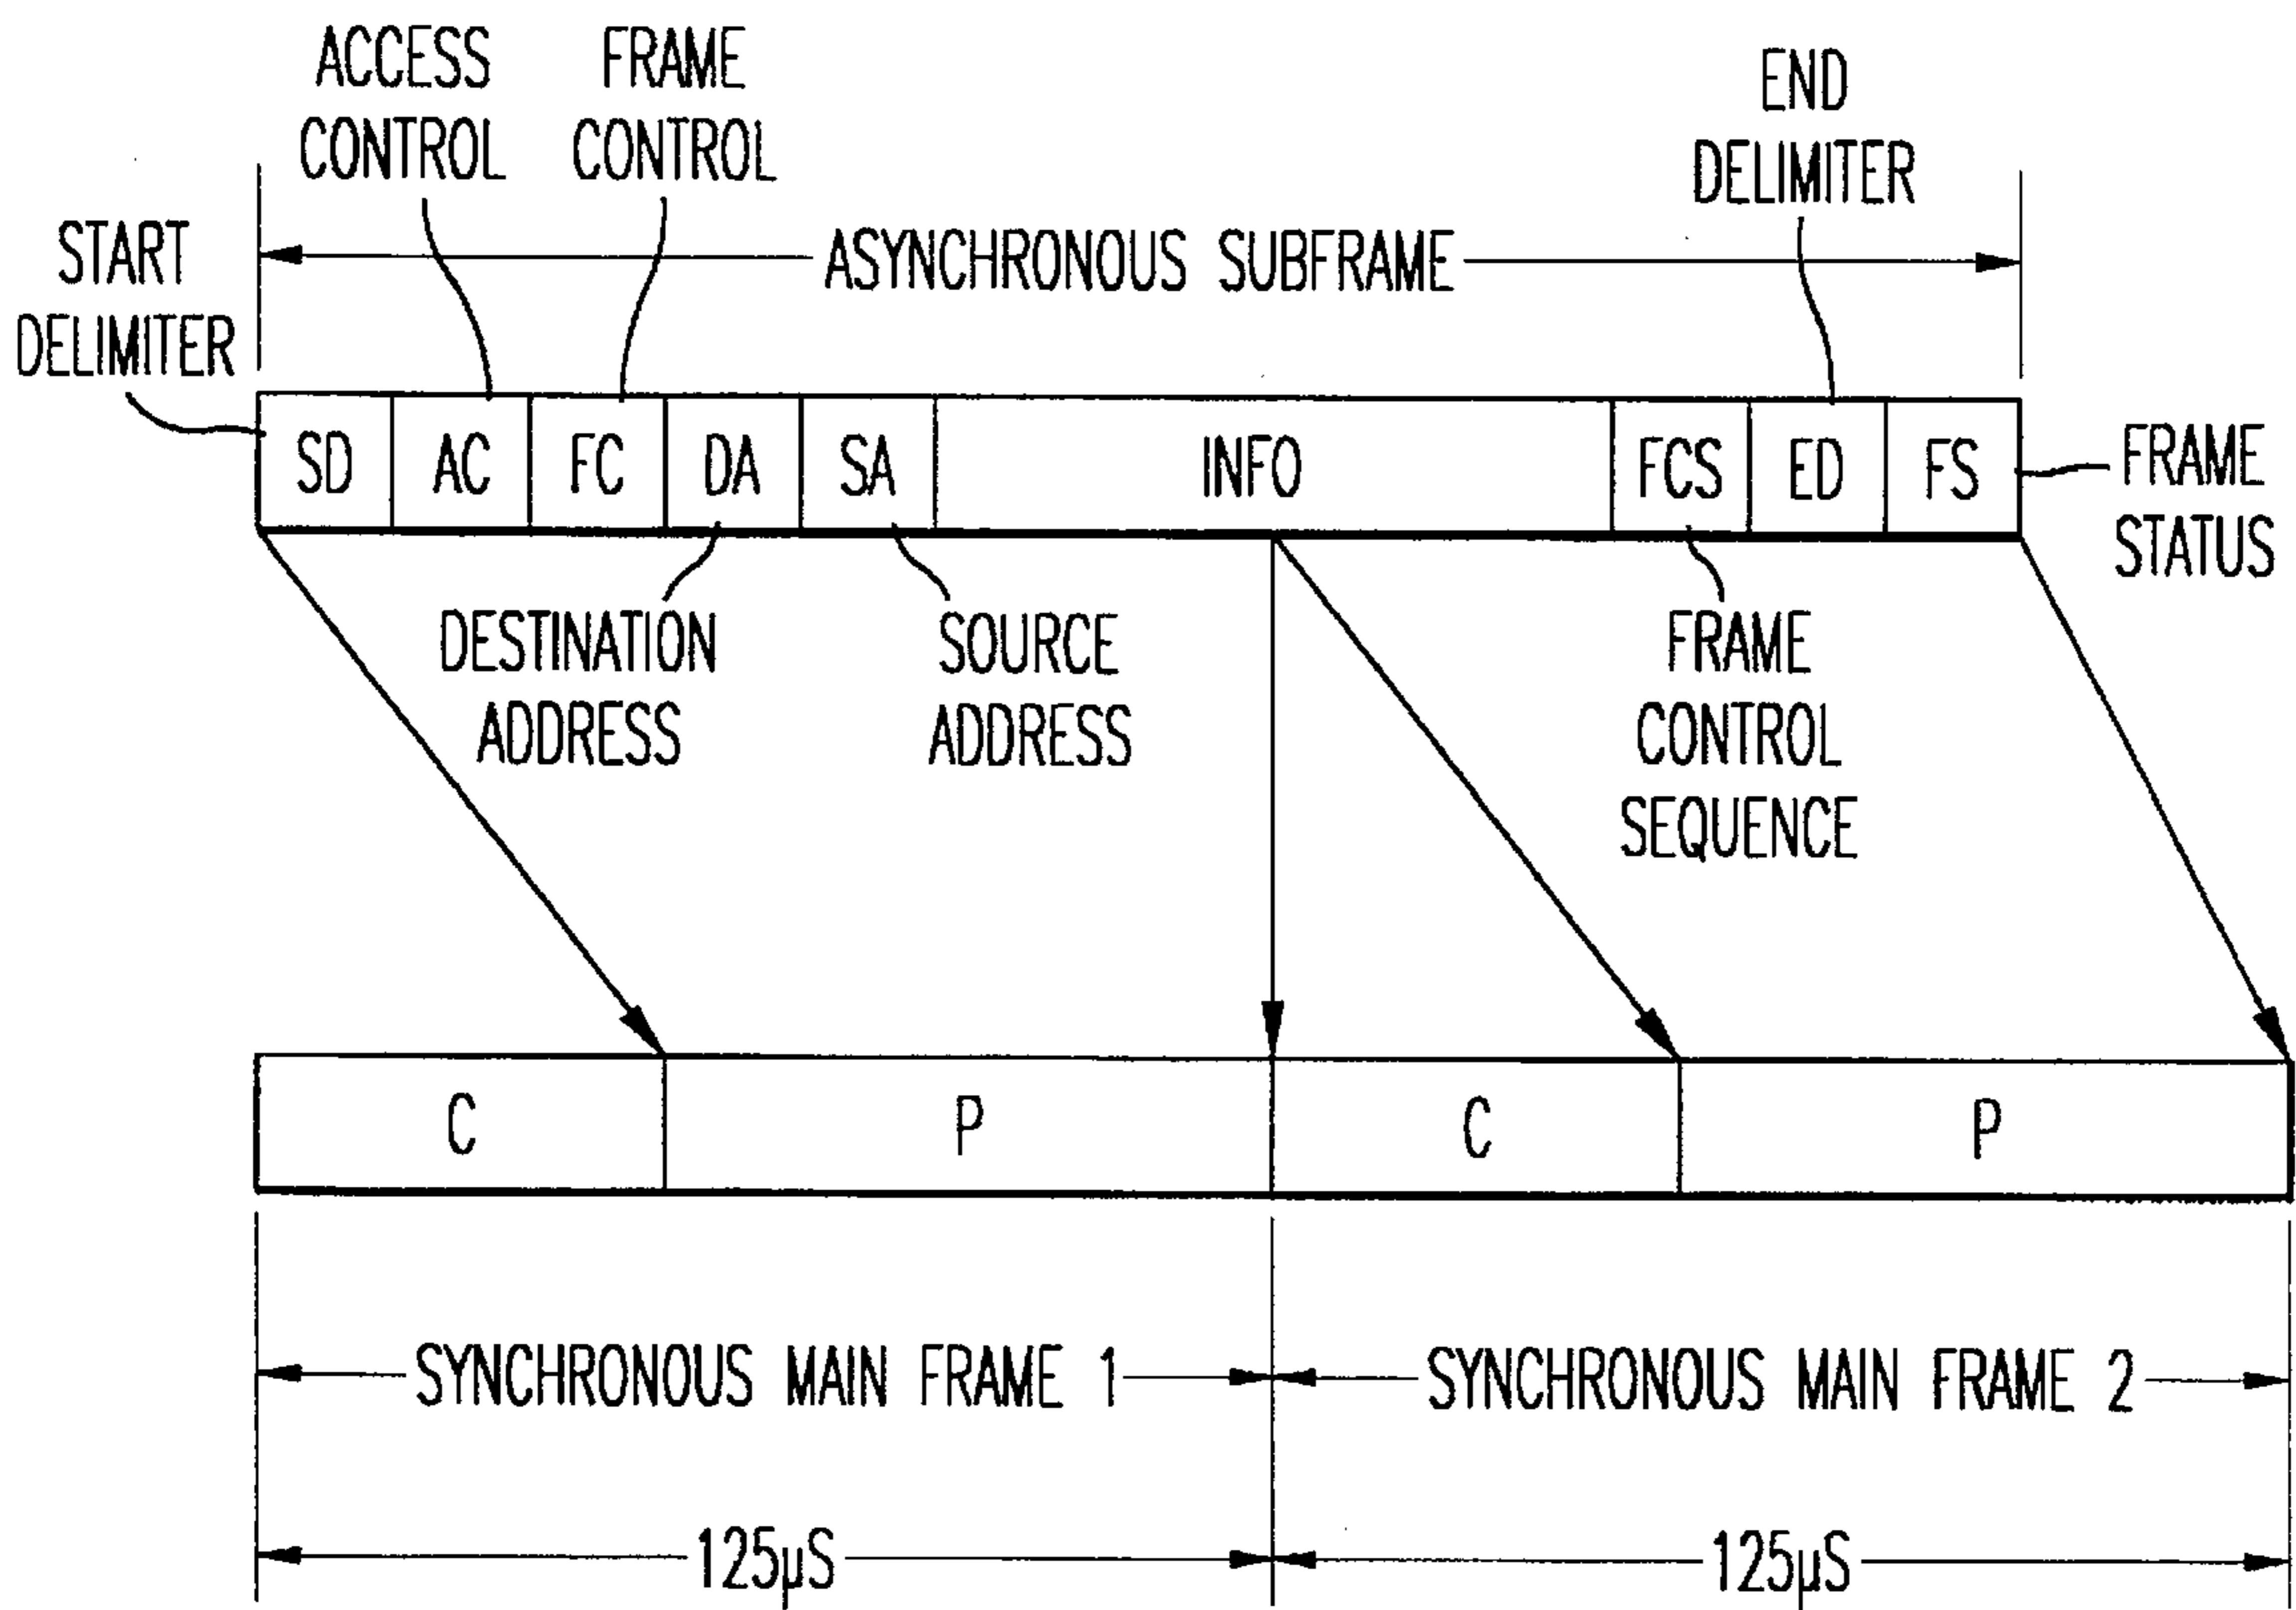 ACCESS
CONTROL
FRAME
CONTROL
END
DELIMITER
START
DELIMITER
ASYNCHRONOUS SUBFRAME
SD AC FC DA SA INFO FCS ED FS
FRAME
STATUS
DESTINATION
ADDRESS
SOURCE
ADDRESS
FRAME
CONTROL
SEQUENCE
C P C P
SYNCHRONOUS MAIN FRAME 1
SYNCHRONOUS MAIN FRAME 2
125µS
125µS